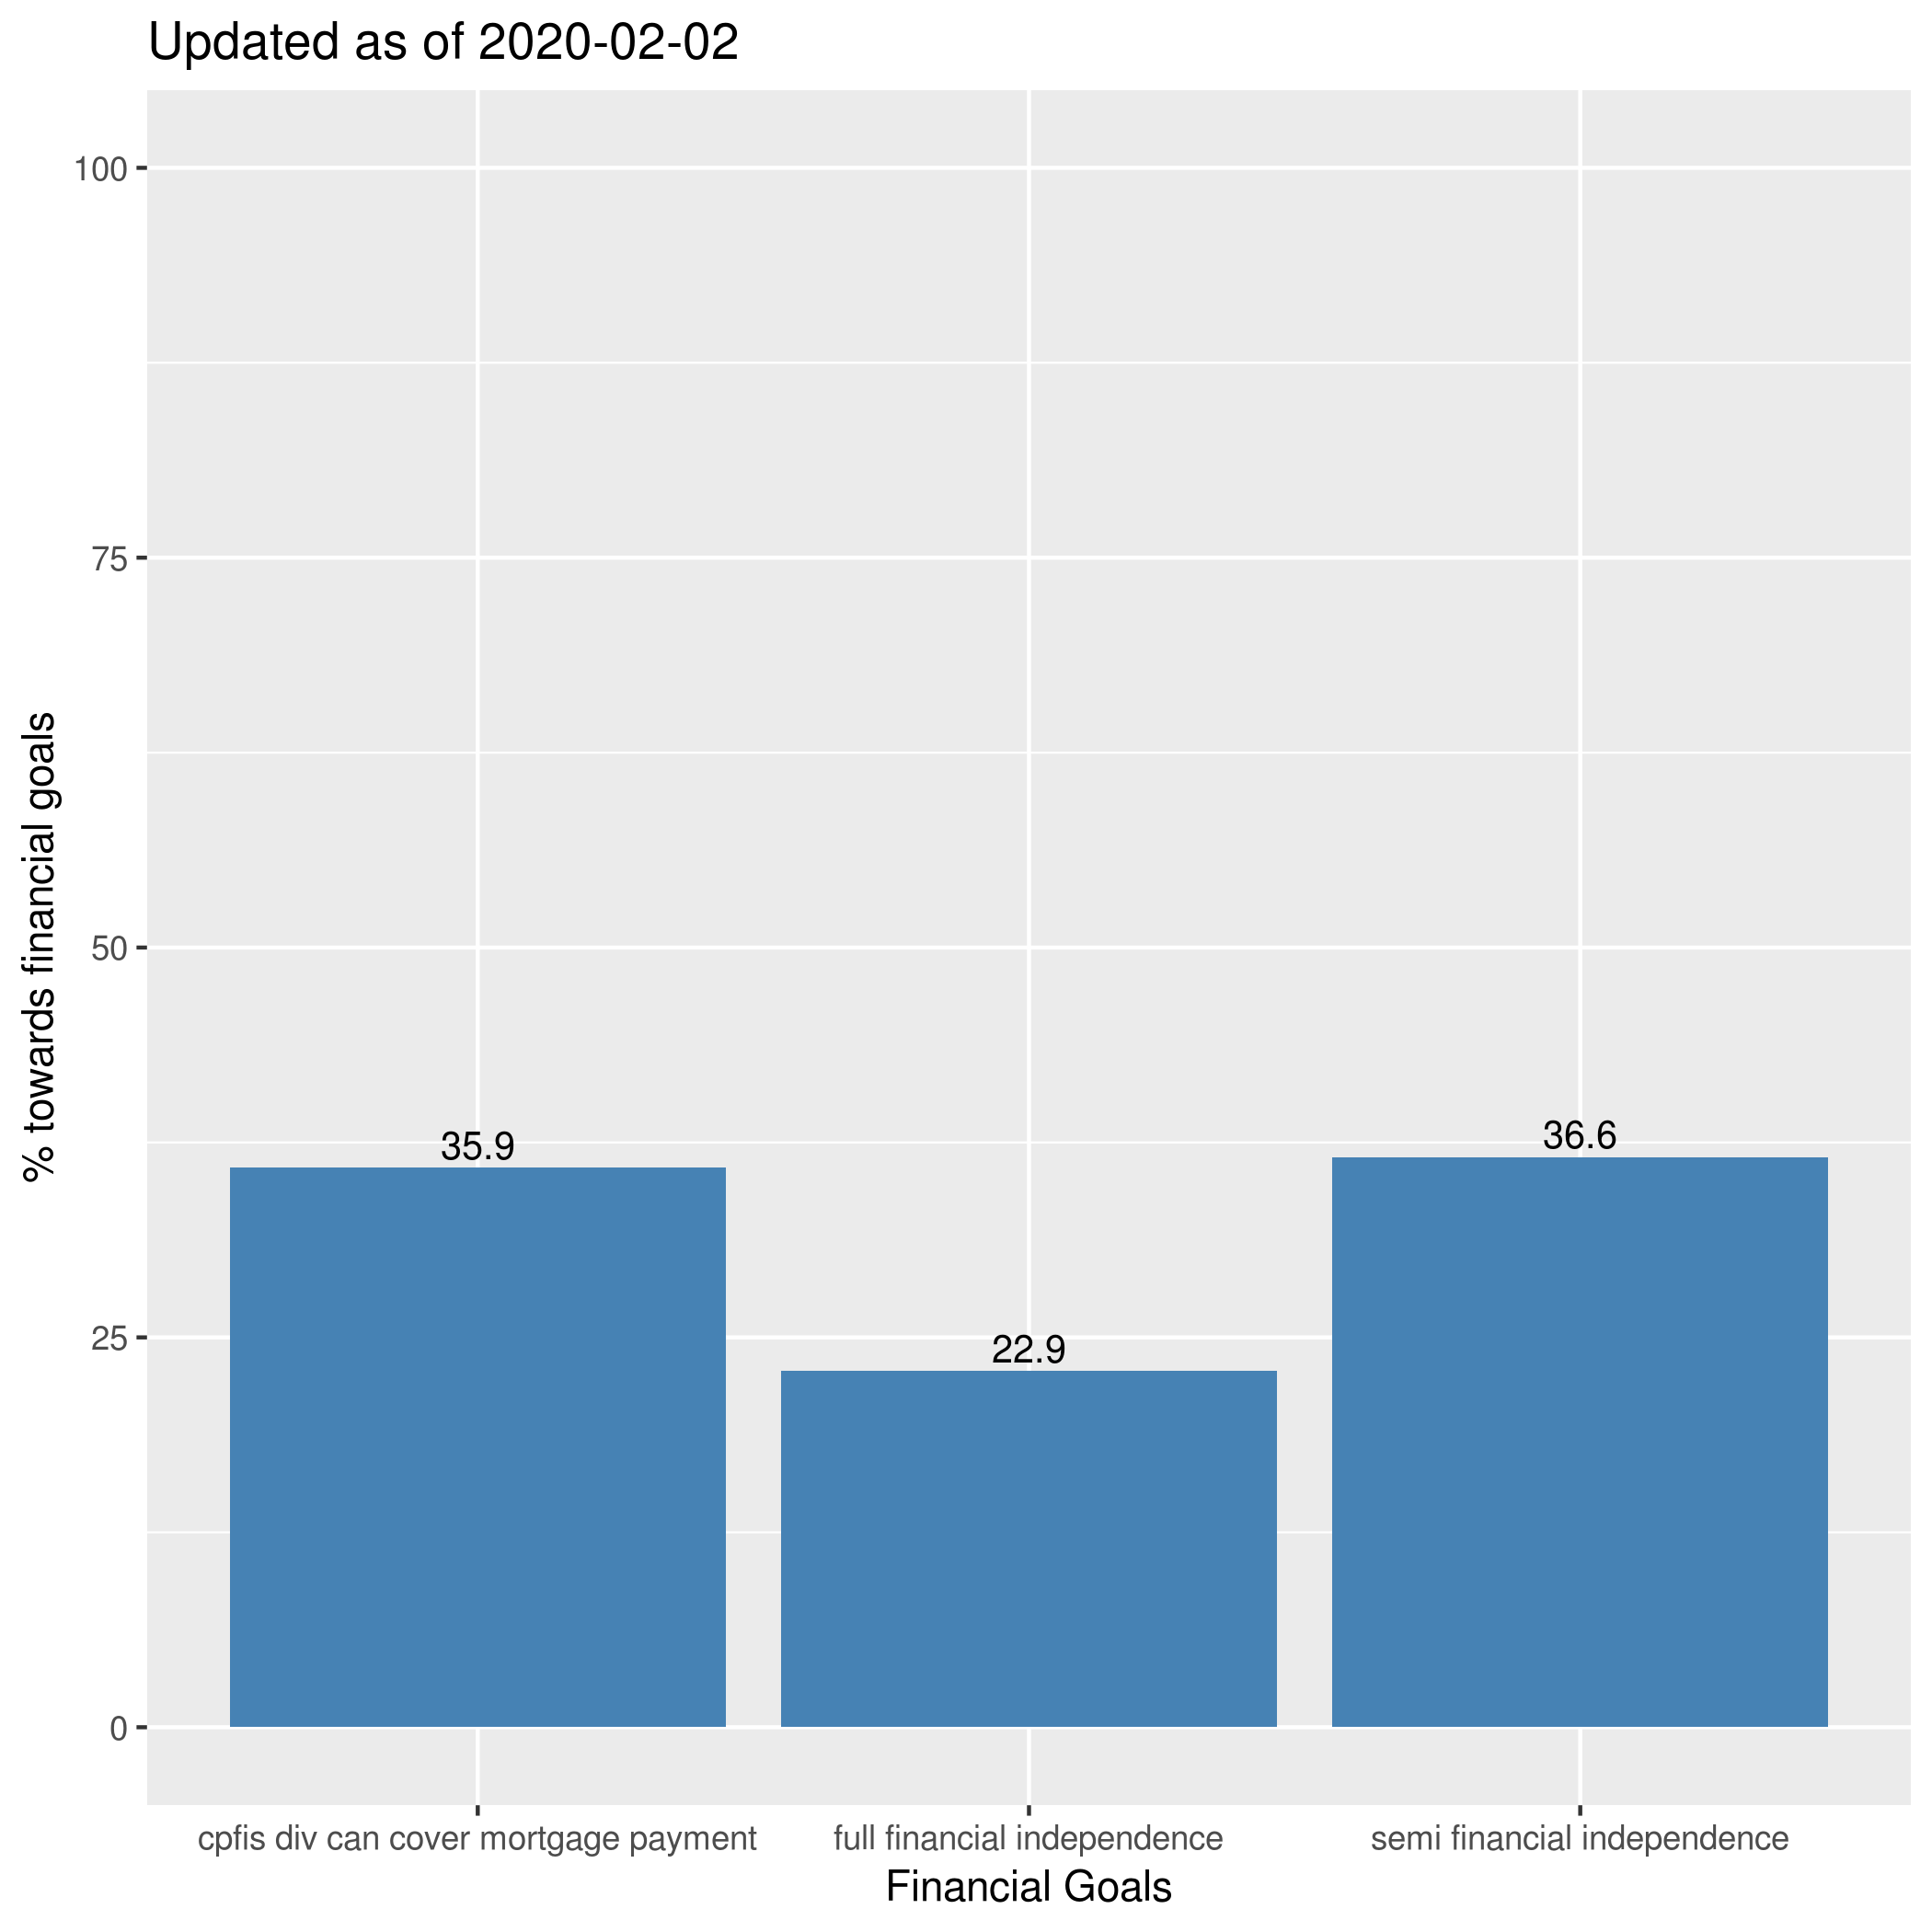 Updated as of 2020-02-02
% towards financial goals
100
75
50
25
0
35.9
22.9
36.6
cpfis div can cover mortgage payment
full financial independence
semi financial independence
Financial Goals